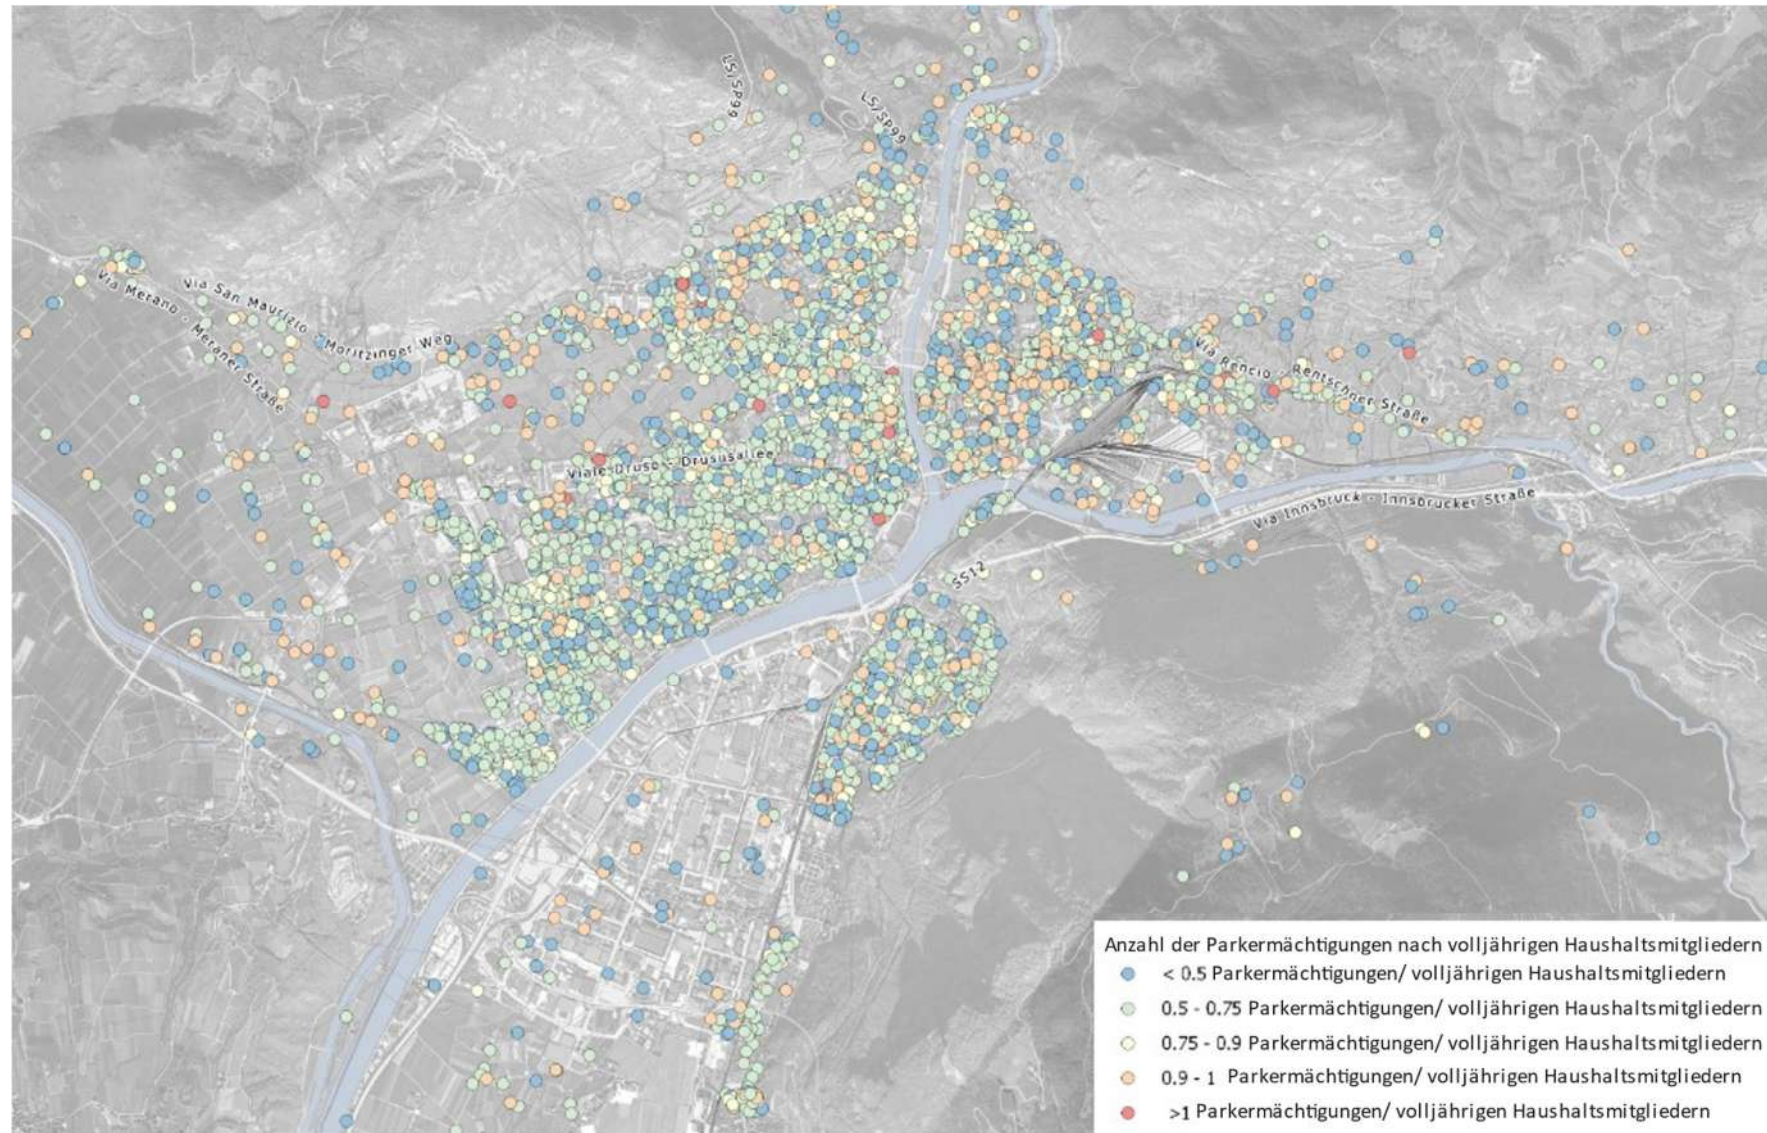 LS/SP99
LS/SP99
Via San Maurizio - Moritzinger Weg
Via Merano - Meraner Straße
Via Rencio - Rentschner Straße
Viale Druso - Drususallee
Via Innsbruck - Innsbrucker Straße
SS12
Anzahl der Parkermächtigungen nach volljährigen Haushaltsmitgliedern
< 0.5 Parkermächtigungen/ volljährigen Haushaltsmitgliedern
0.5 - 0.75 Parkermächtigungen/ volljährigen Haushaltsmitgliedern
0.75 - 0.9 Parkermächtigungen/ volljährigen Haushaltsmitgliedern
0.9 - 1 Parkermächtigungen/ volljährigen Haushaltsmitgliedern
>1 Parkermächtigungen/ volljährigen Haushaltsmitgliedern